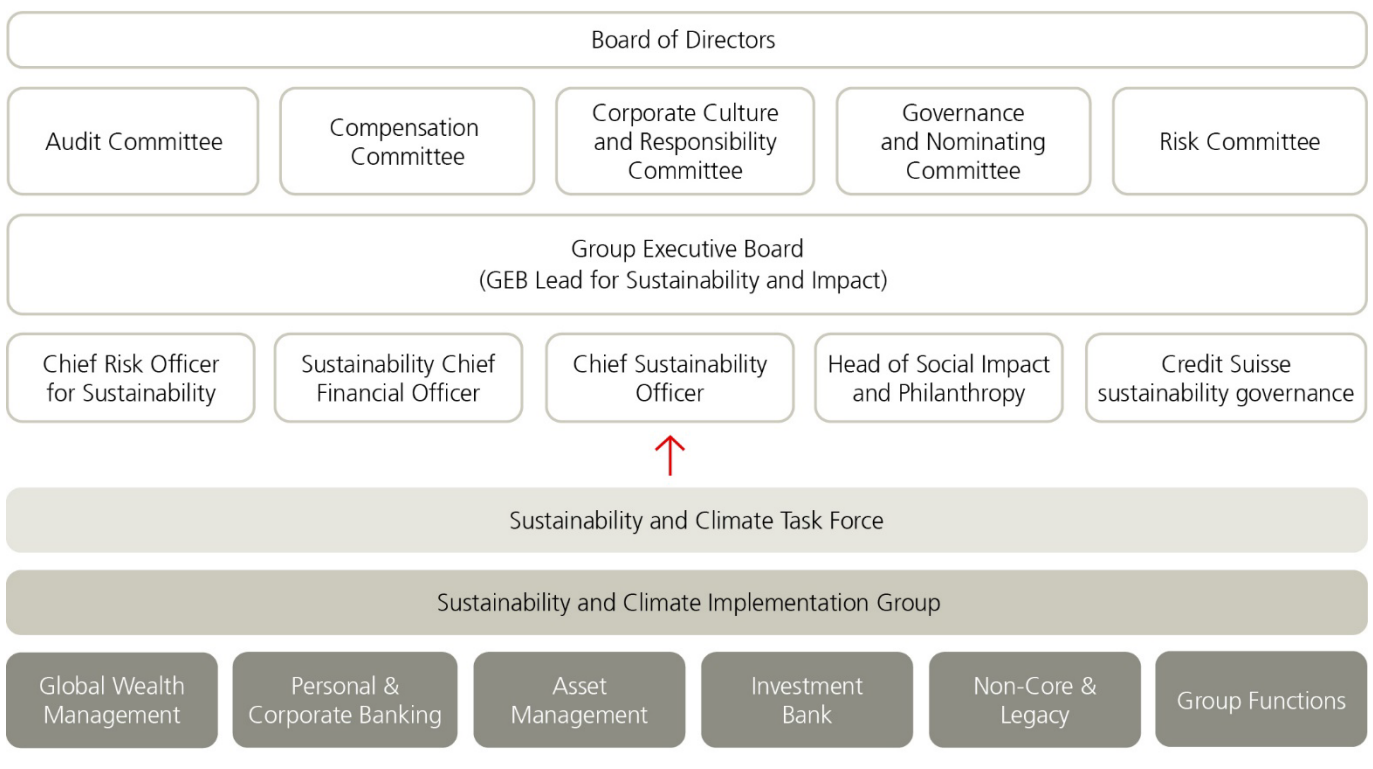 Board of Directors
Audit Committee
Compensation
Committee
Corporate Culture
and Responsibility
Committee
Governance
and Nominating
Committee
Risk Committee
Group Executive Board
(GEB Lead for Sustainability and Impact)
Chief Risk Officer
for Sustainability
Sustainability Chief
Financial Officer
Chief Sustainability
Officer
Head of Social Impact
and Philanthropy
Credit Suisse
sustainability governance
Sustainability and Climate Task Force
Sustainability and Climate Implementation Group
Global Wealth
Management
Personal &
Corporate Banking
Asset
Management
Investment
Bank
Non-Core &
Legacy
Group Functions